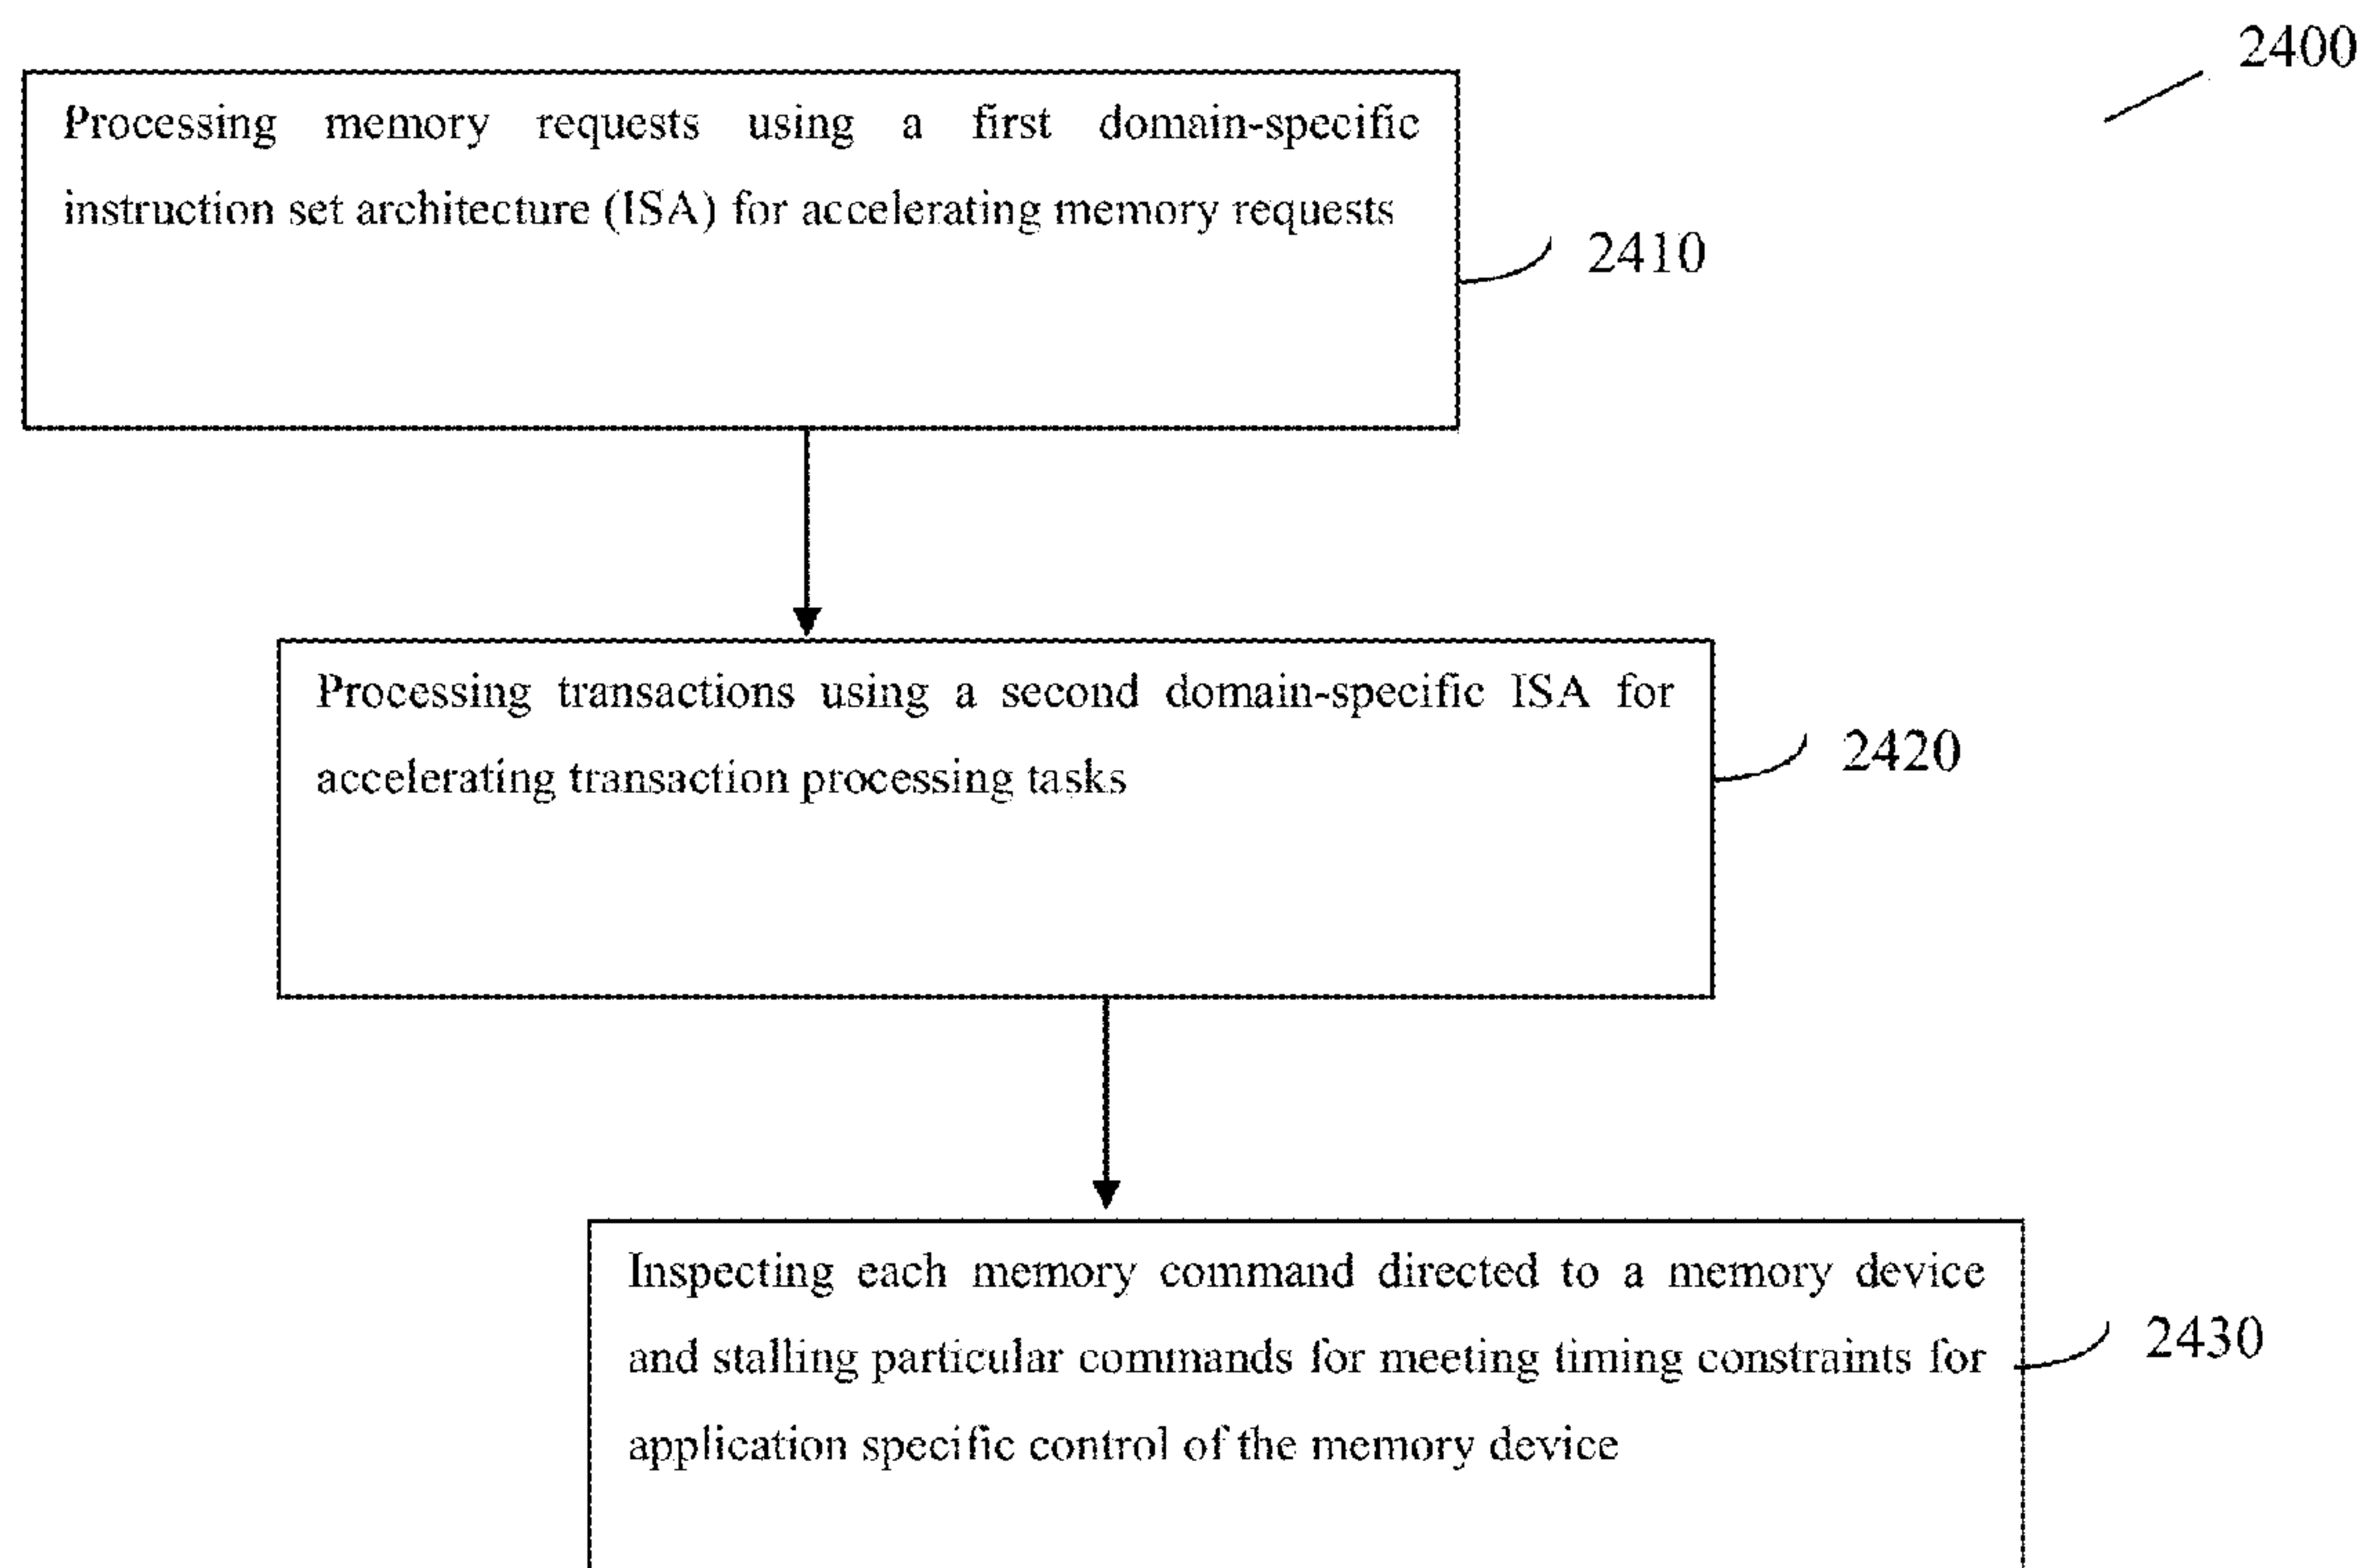 2400
Processing memory requests using a first domain-specific
instruction set architecture (ISA) for accelerating memory requests
2410
Processing transactions using a second domain-specific ISA for
accelerating transaction processing tasks
2420
Inspecting each memory command directed to a memory device
and stalling particular commands for meeting timing constraints for
application specific control of the memory device
2430